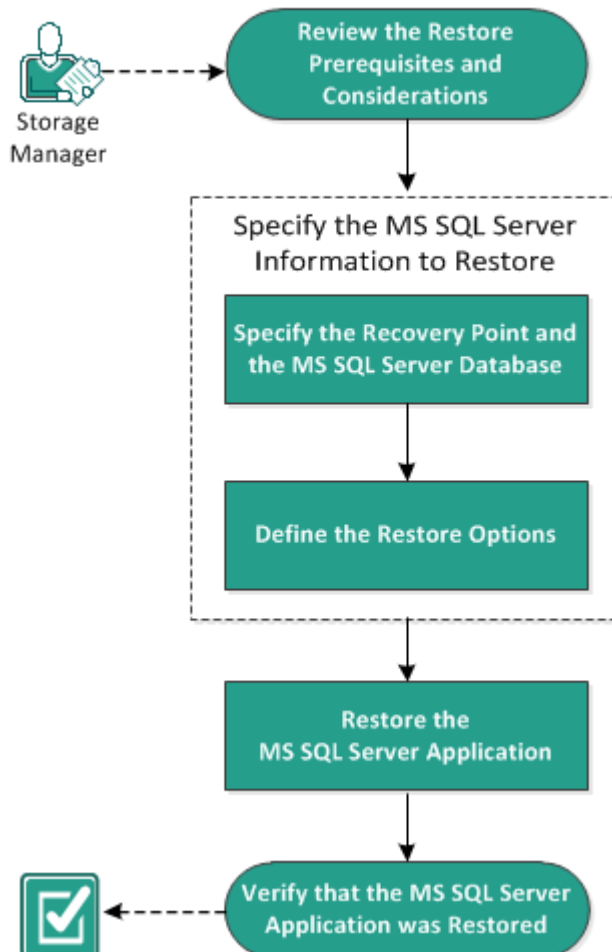 Review the Restore
Prerequisites and
Considerations
Storage
Manager
Specify the MS SQL Server
Information to Restore
Specify the Recovery Point and
the MS SQL Server Database
Define the Restore Options
Restore the
MS SQL Server Application
Verify that the MS SQL Server
Application was Restored